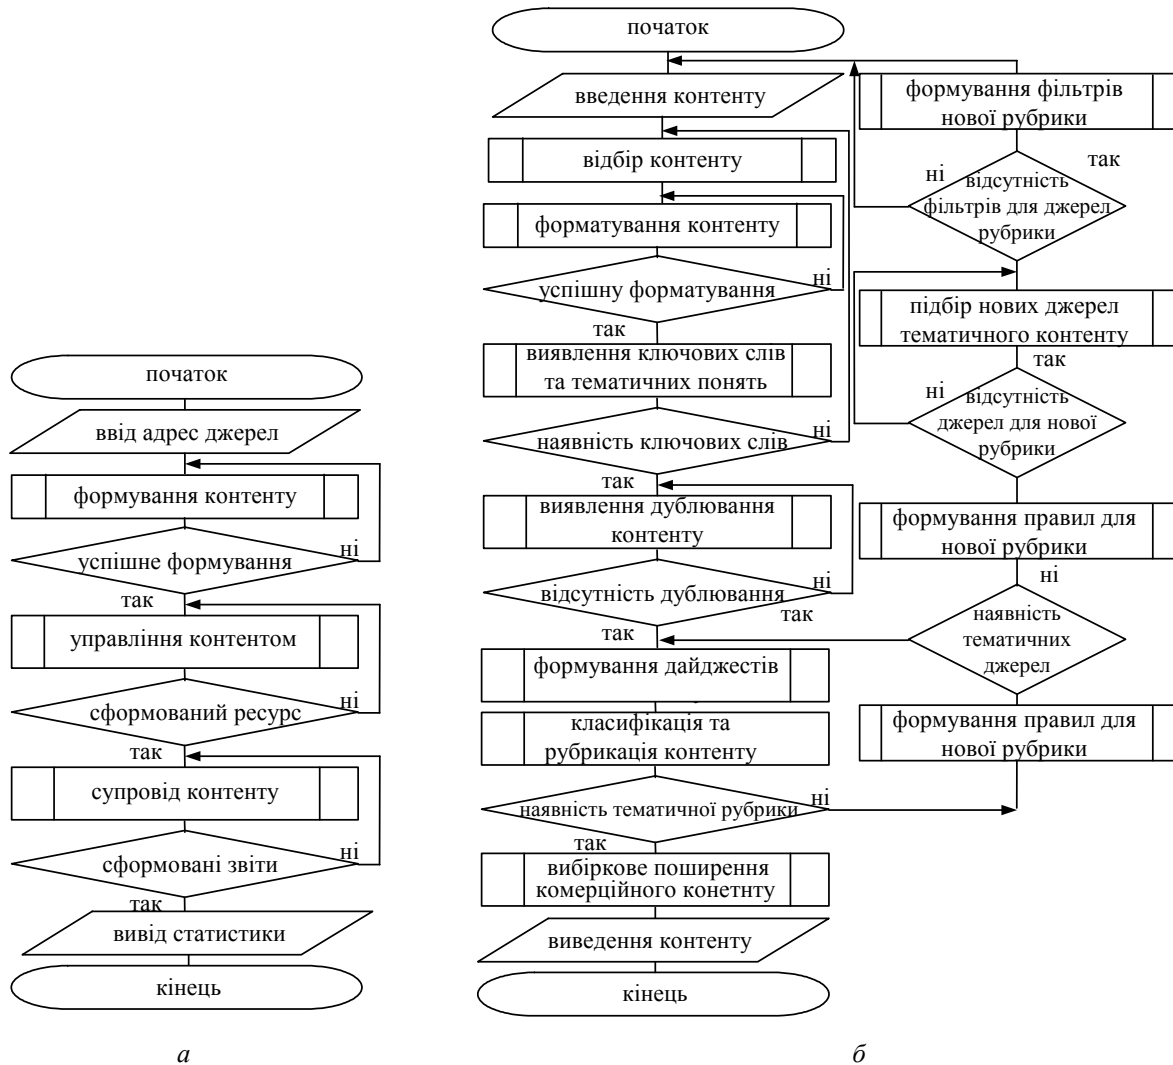 початок
ввід адрес джерел
формування контенту
успішне формування
ні
так
управління контентом
сформований ресурс
ні
так
супровід контенту
сформовані звіти
ні
так
вивід статистики
кінець
а
початок
введення контенту
відбір контенту
форматування контенту
успішну форматування
ні
так
виявлення ключових слів
та тематичних понять
наявність ключових слів
ні
так
виявлення дублювання
контенту
відсутність дублювання
ні
так
формування дайджестів
класифікація та
рубрикація контенту
наявність тематичної рубрики
ні
так
вибіркове поширення
комерційного конетнту
виведення контенту
кінець
формування фільтрів
нової рубрики
так
ні
відсутність
фільтрів для джерел
рубрики
підбір нових джерел
тематичного контенту
так
ні
відсутність
джерел для нової
рубрики
формування правил для
нової рубрики
ні
наявність
тематичних
джерел
так
формування правил для
нової рубрики
б